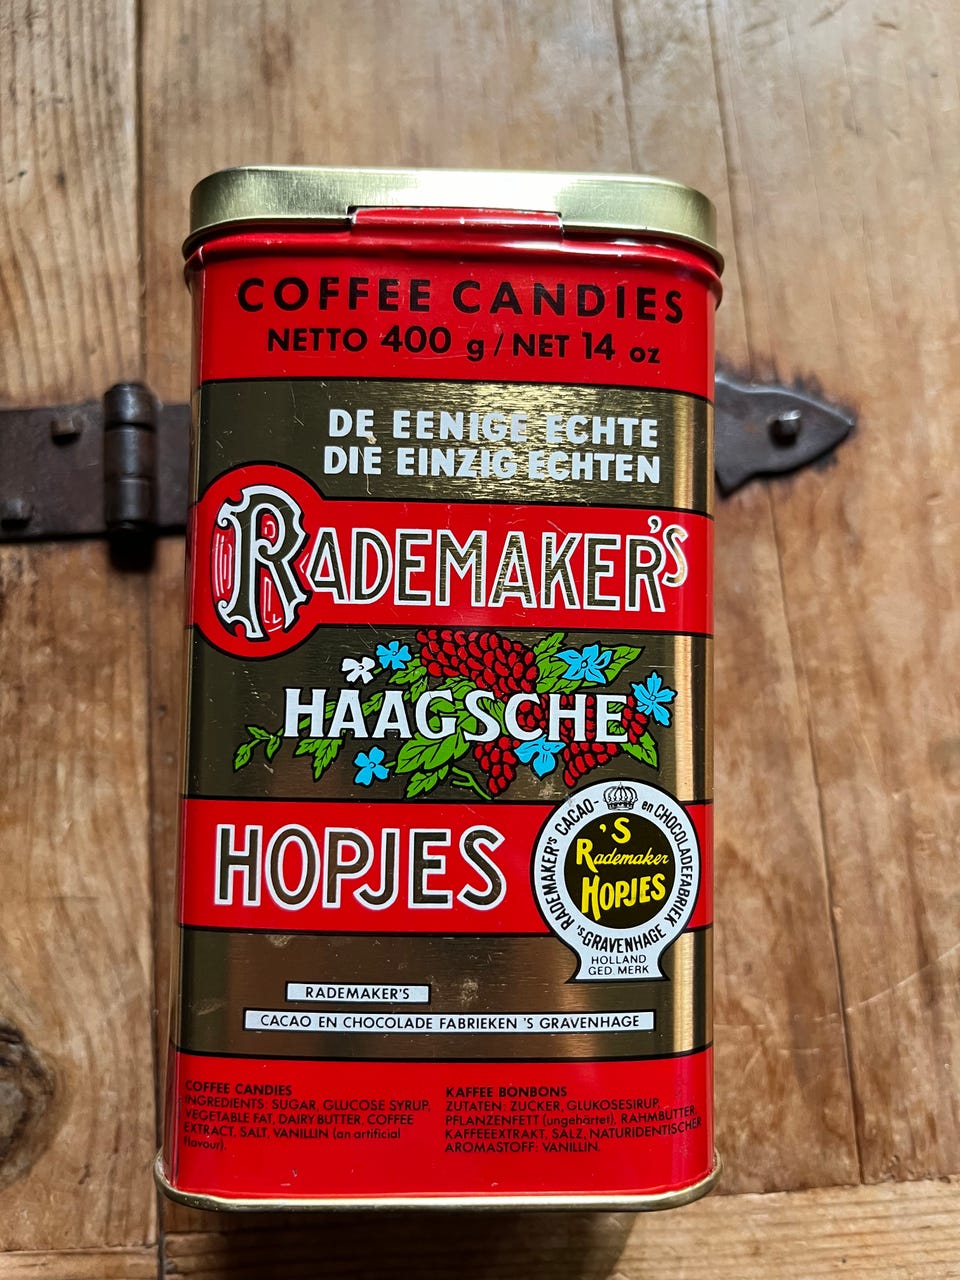 COFFEE CANDIES
NETTO 400 g / NET 14 oz
DE EENIGE ECHTE
DIE EINZIG ECHTEN
RADEMAKER'S
HAAGSCHE
HOPJES
RADEMAKER'S CACAO- en CHOCOLADEFABRIEK
'S-GRAVENHAGE
'S
Rademaker
HOPJES
HOLLAND
GED MERK
RADEMAKER'S
CACAO EN CHOCOLADE FABRIEKEN 'S GRAVENHAGE
COFFEE CANDIES
INGREDIENTS: SUGAR, GLUCOSE SYRUP,
VEGETABLE FAT, DAIRY BUTTER, COFFEE
EXTRACT, SALT, VANILLIN (an artificial
flavour).
KAFFEE BONBONS
ZUTATEN: ZUCKER, GLUKOSESIRUP,
PFLANZENFETT (ungehärtet), RAHMBUTTER,
KAFFEEEXTRAKT, SALZ, NATURIDENTISCHER
AROMASTOFF: VANILLIN.